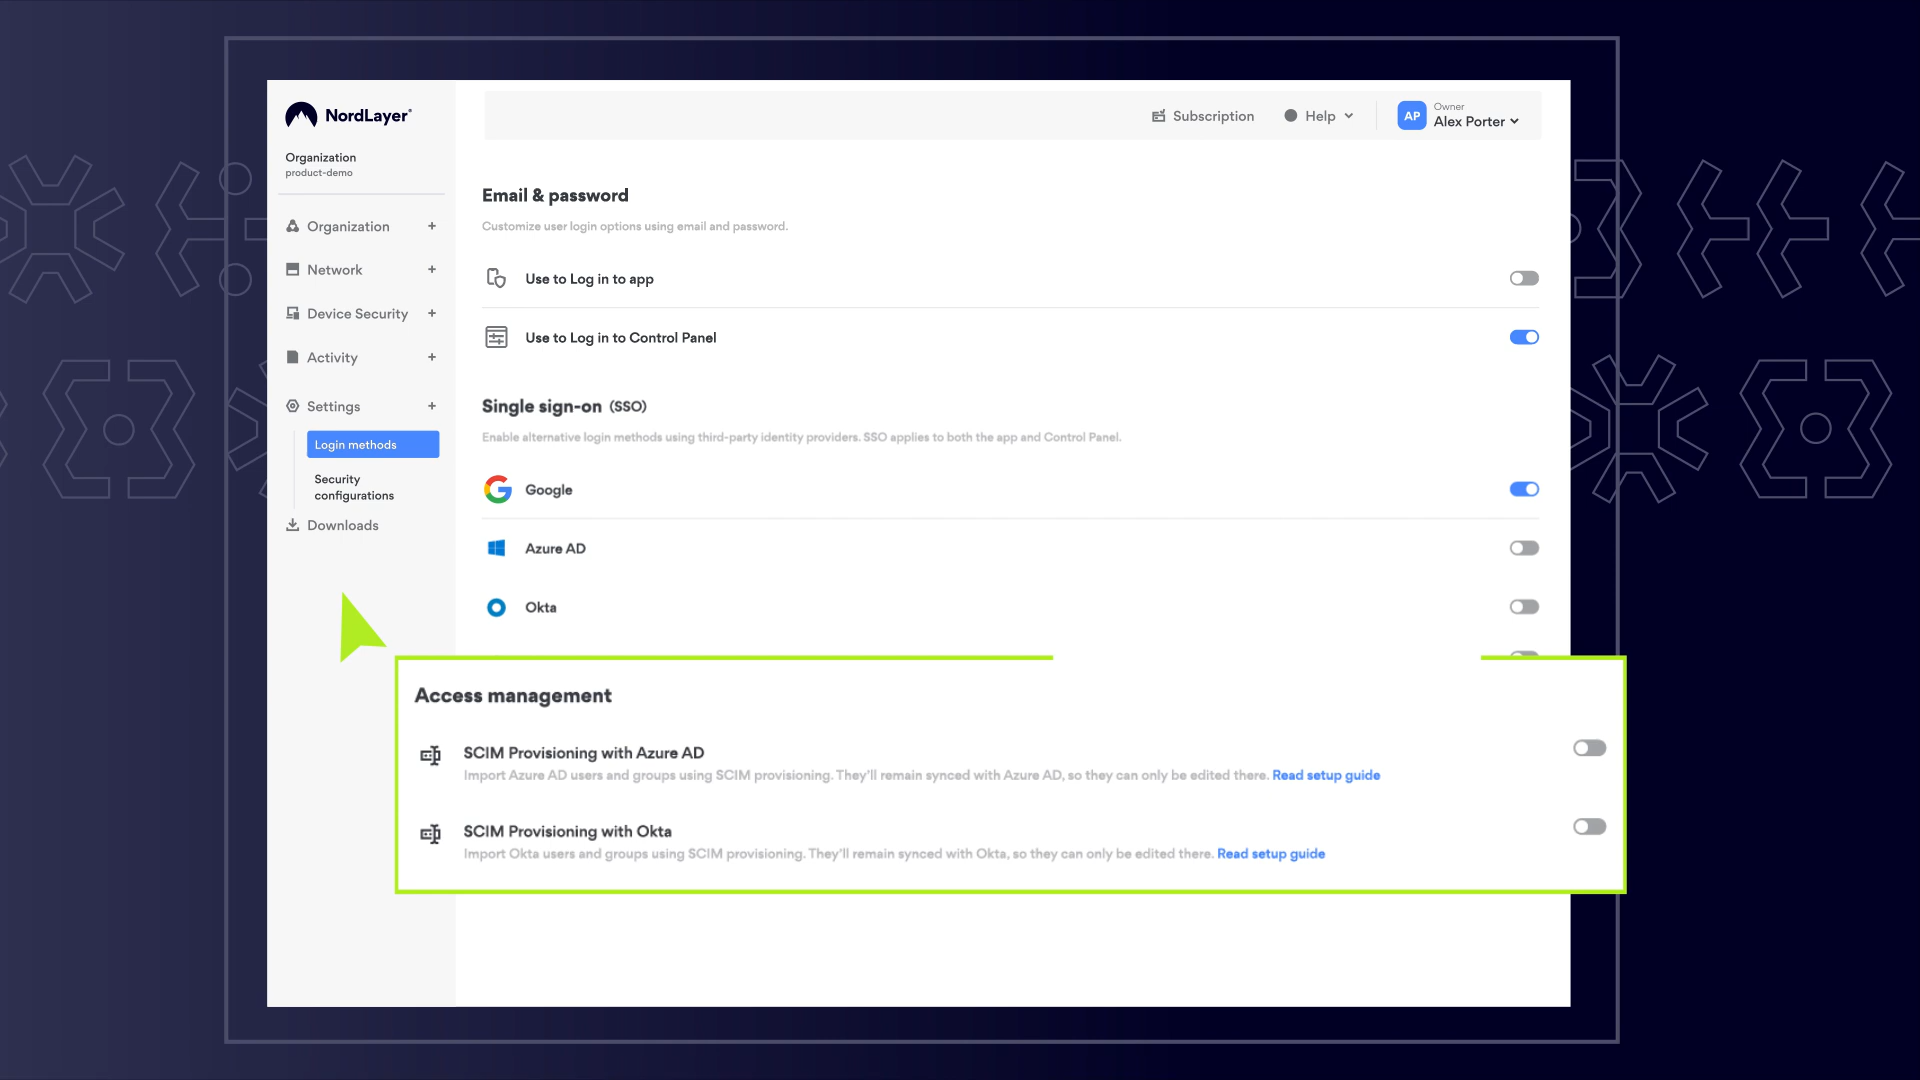 NordLayer®
Organization
product-demo
Organization +
Network +
Device Security +
Activity +
Settings +
Login methods
Security
configurations
Downloads
Subscription
Help
AP
Owner
Alex Porter
Email & password
Customize user login options using email and password.
Use to Log in to app
Use to Log in to Control Panel
Single sign-on (SSO)
Enable alternative login methods using third-party identity providers. SSO applies to both the app and Control Panel.
Google
Azure AD
Okta
Access management
SCIM Provisioning with Azure AD
Import Azure AD users and groups using SCIM provisioning. They'll remain synced with Azure AD, so they can only be edited there. Read setup guide
SCIM Provisioning with Okta
Import Okta users and groups using SCIM provisioning. They'll remain synced with Okta, so they can only be edited there. Read setup guide